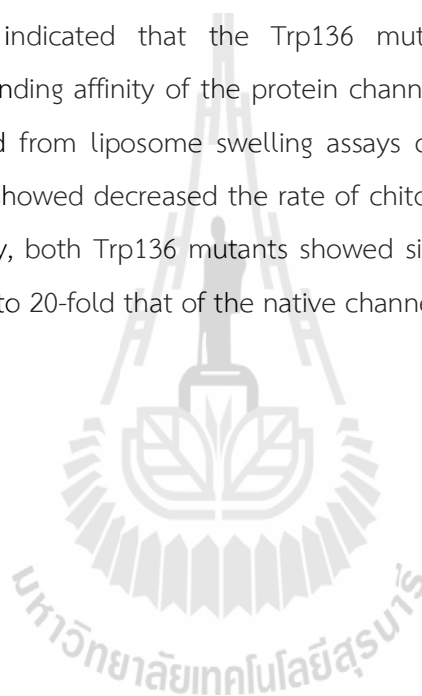 indicated that the Trp136 mut
nding affinity of the protein chann
d from liposome swelling assays
showed decreased the rate of chito
y, both Trp136 mutants showed si
to 20-fold that of the native channe
มหาวิทยาลัยเทคโนโลยีสุรนารี